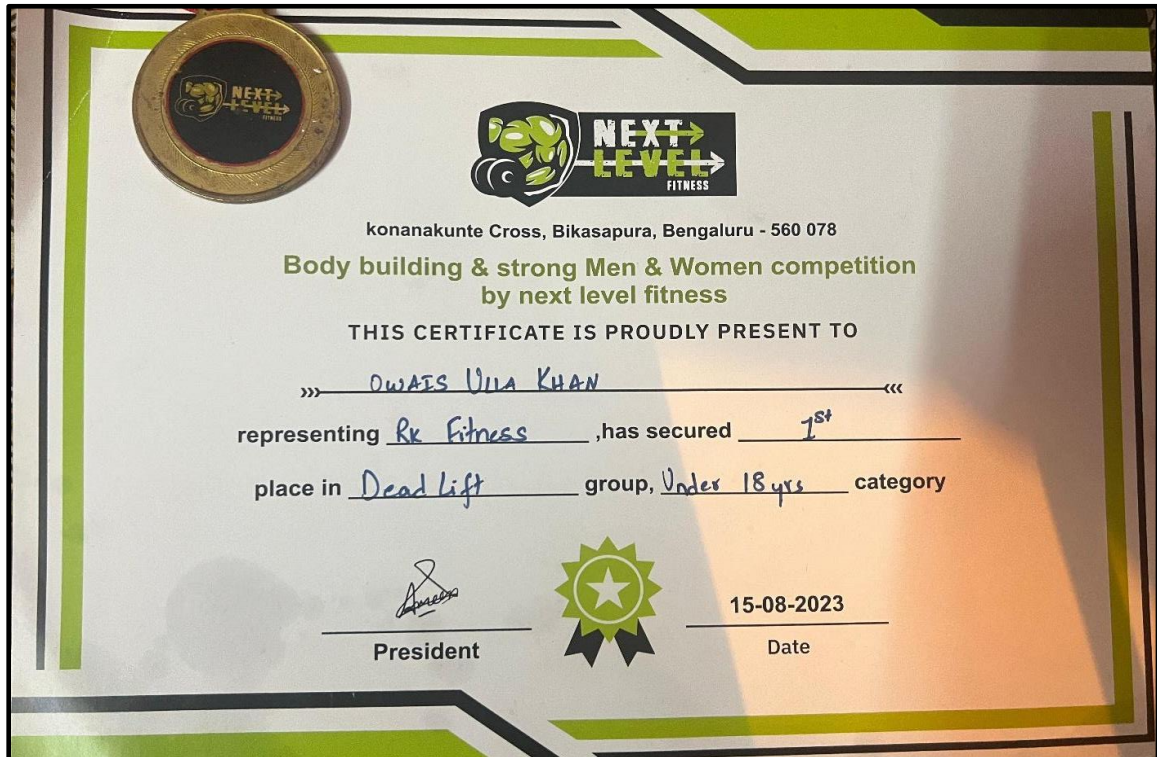 NEXT
LEVEL
FITNESS
NEXT
LEVEL
FITNESS
konanakunte Cross, Bikasapura, Bengaluru - 560 078
Body building & strong Men & Women competition
by next level fitness
THIS CERTIFICATE IS PROUDLY PRESENT TO
OWAIS Ulla KHAN
representing Rk Fitness ,has secured 1st
place in Dead Lift group, Under 18 yrs category
15-08-2023
President
Date